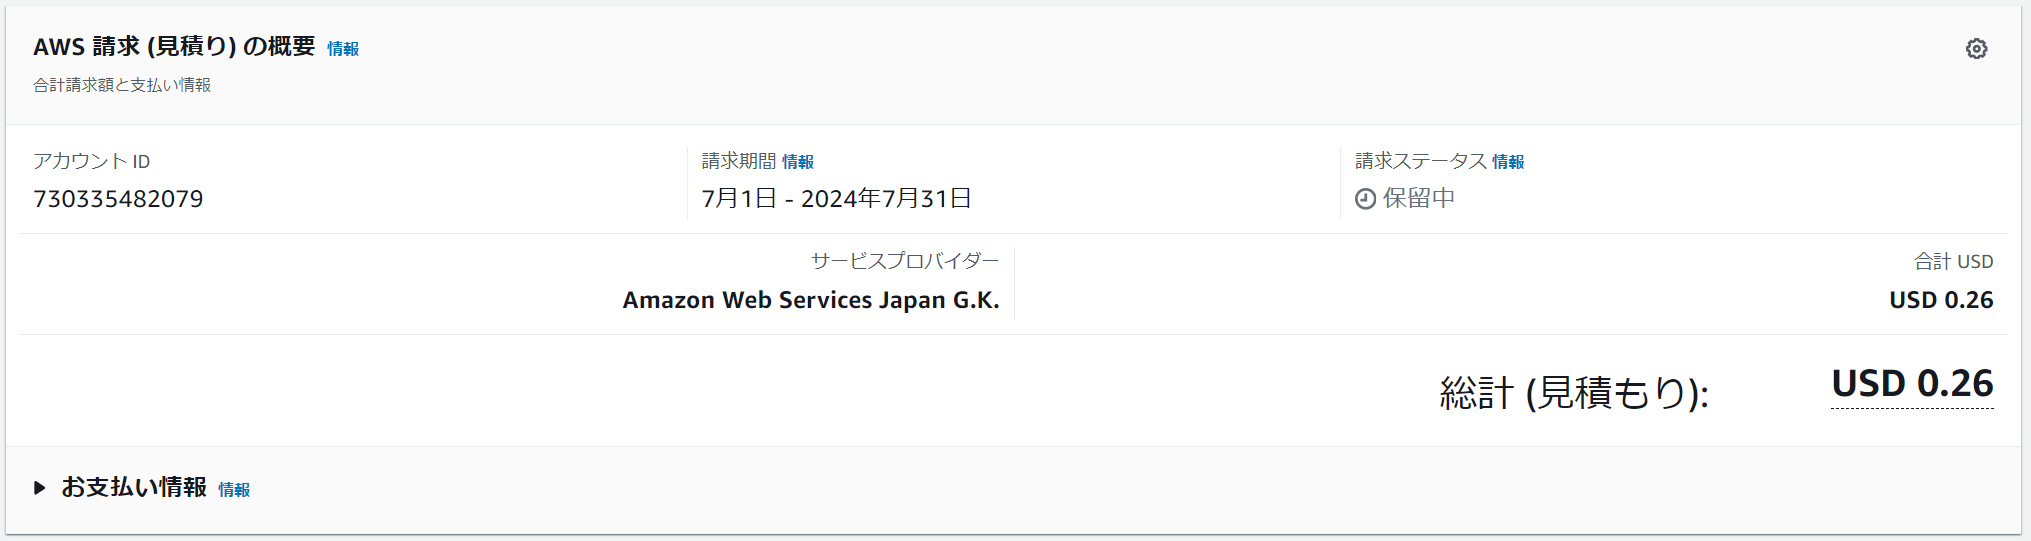 AWS 請求 (見積り) の概要 情報
合計請求額と支払い情報
アカウント ID
730335482079
請求期間 情報
7月1日 - 2024年7月31日
請求ステータス 情報
保留中
サービスプロバイダー
Amazon Web Services Japan G.K.
合計 USD
USD 0.26
総計 (見積もり): USD 0.26
お支払い情報 情報